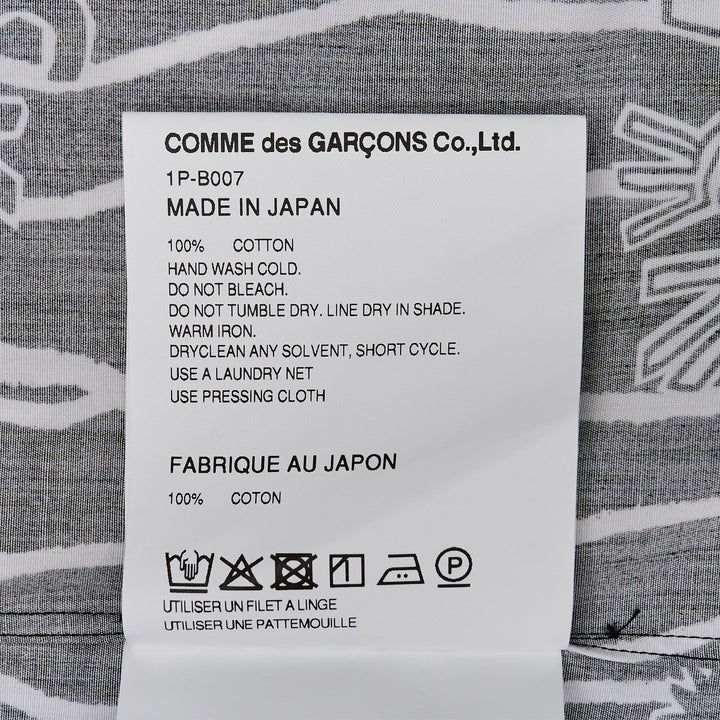 COMME des GARÇONS Co.,Ltd.
1P-B007
MADE IN JAPAN
100% COTTON
HAND WASH COLD.
DO NOT BLEACH.
DO NOT TUMBLE DRY. LINE DRY IN SHADE.
WARM IRON.
DRYCLEAN ANY SOLVENT, SHORT CYCLE.
USE A LAUNDRY NET
USE PRESSING CLOTH
FABRIQUE AU JAPON
100% COTON
P
UTILISER UN FILET A LINGE
UTILISER UNE PATTEMOUILLE